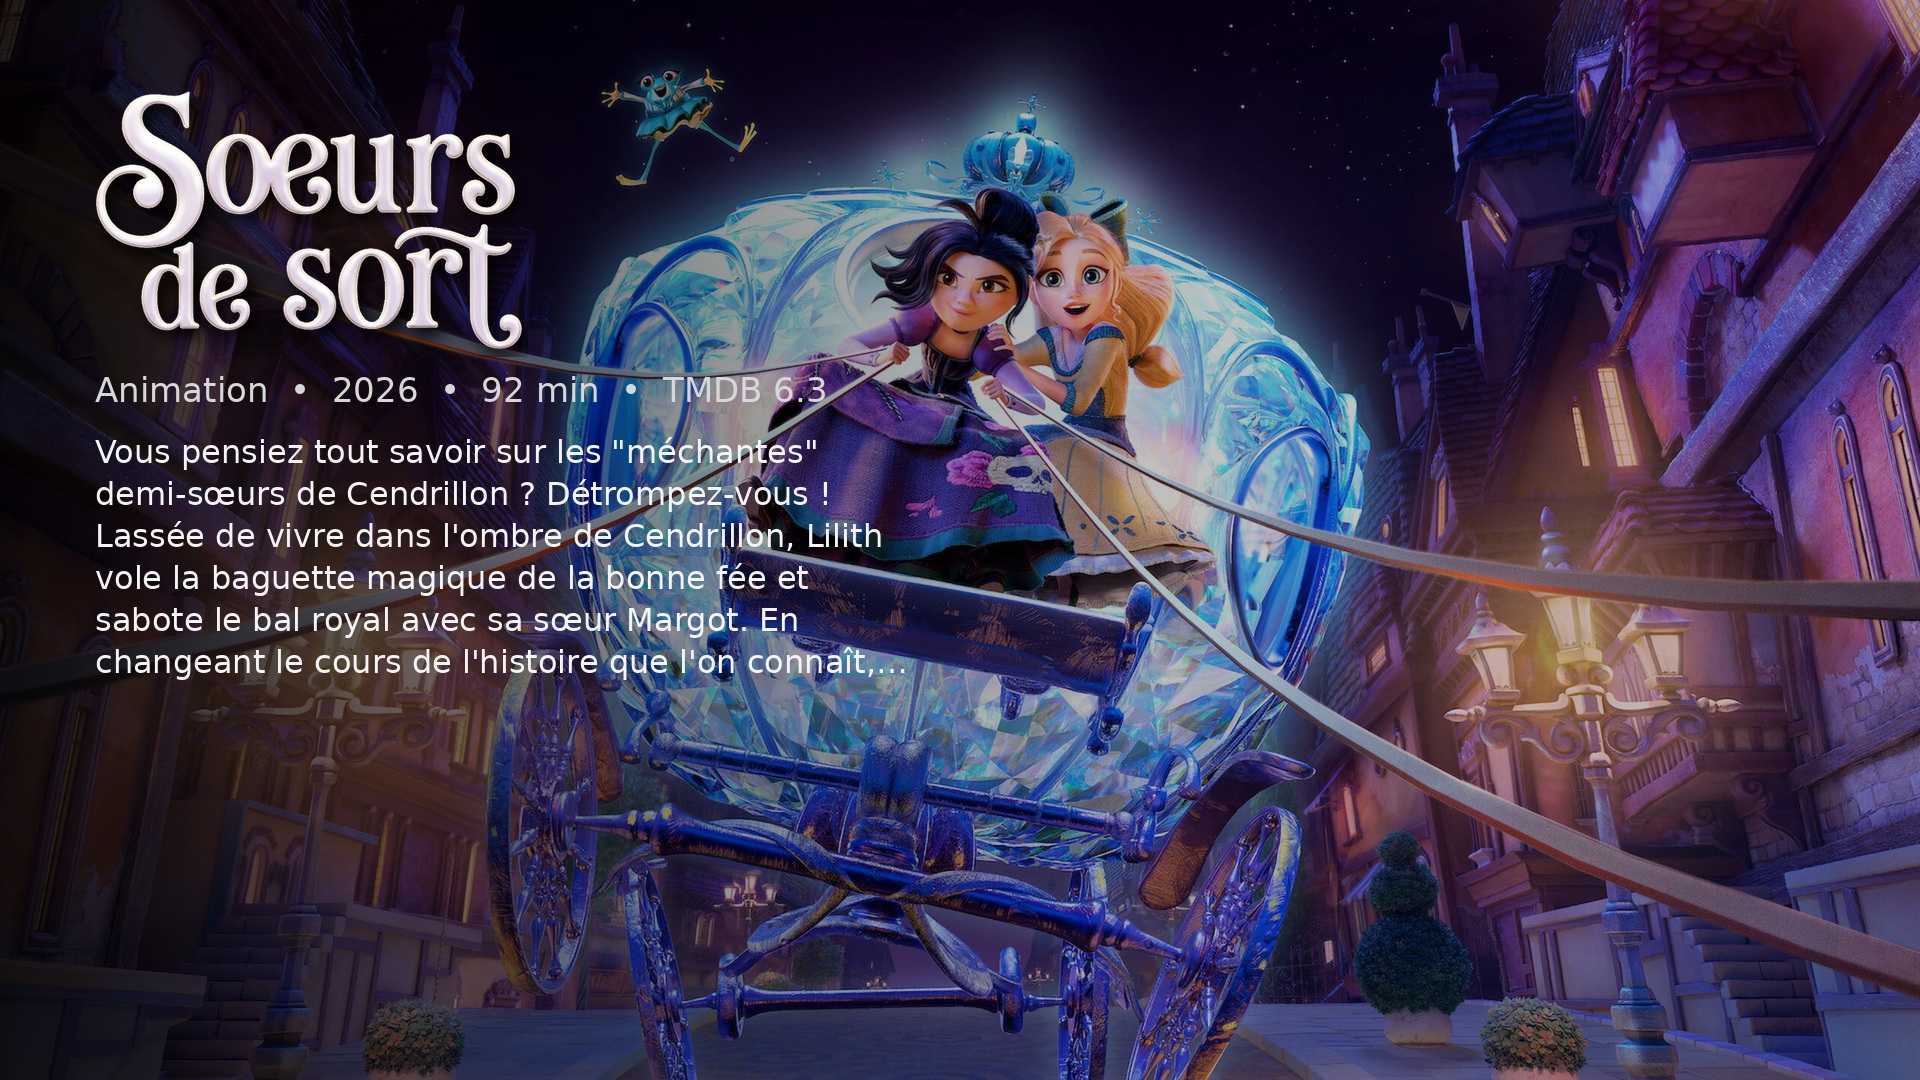 Sœurs
de sort
Animation • 2026 • 92 min • TMDB 6.3
Vous pensiez tout savoir sur les "méchantes"
demi-sœurs de Cendrillon ? Détrompez-vous !
Lassée de vivre dans l'ombre de Cendrillon, Lilith
vole la baguette magique de la bonne fée et
sabote le bal royal avec sa sœur Margot. En
changeant le cours de l'histoire que l'on connaît,...